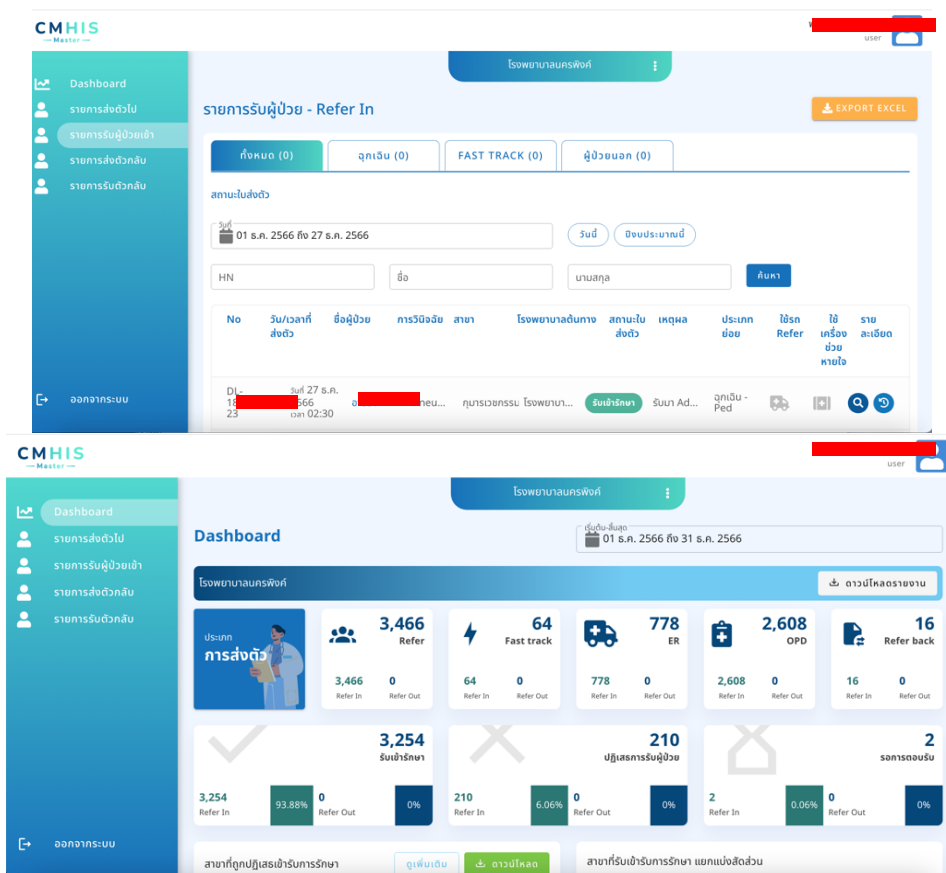 CMHIS
Master
user
โรงพยาบาลนครพิงค์
Dashboard
รายการส่งตัวไป
รายการรับผู้ป่วยเข้า
รายการส่งตัวกลับ
รายการรับตัวกลับ
ออกจากระบบ
รายการรับผู้ป่วย - Refer In
EXPORT EXCEL
ทั้งหมด (0)
ฉุกเฉิน (0)
FAST TRACK (0)
ผู้ป่วยนอก (0)
สถานะใบส่งตัว
วันที่
01 ธ.ค. 2566 ถึง 27 ธ.ค. 2566
วันนี้
ปีงบประมาณนี้
HN
ชื่อ
นามสกุล
ค้นหา
No
วัน/เวลาที่ส่งตัว
ชื่อผู้ป่วย
การวินิจฉัย
สาขา
โรงพยาบาลต้นทาง
สถานะใบส่งตัว
เหตุผล
ประเภทย่อย
ใช้รถ Refer
ใช้เครื่องช่วยหายใจ
รายละเอียด
23
วันที่ 27 ธ.ค.
เวลา 02:30
neu...
กุมารเวชกรรม
โรงพยาบา...
รับเข้ารักษา
รับมา Ad...
ฉุกเฉิน - Ped
CMHIS
Master
user
โรงพยาบาลนครพิงค์
Dashboard
รายการส่งตัวไป
รายการรับผู้ป่วยเข้า
รายการส่งตัวกลับ
รายการรับตัวกลับ
ออกจากระบบ
Dashboard
เริ่มต้น-สิ้นสุด
01 ธ.ค. 2566 ถึง 31 ธ.ค. 2566
โรงพยาบาลนครพิงค์
ดาวน์โหลดรายงาน
ประเภท
การส่งตัว
3,466
Refer
3,466 0
Refer In Refer Out
64
Fast track
64 0
Refer In Refer Out
778
ER
778 0
Refer In Refer Out
2,608
OPD
2,608 0
Refer In Refer Out
16
Refer back
16 0
Refer In Refer Out
3,254
รับเข้ารักษา
3,254 93.88% 0 0%
Refer In Refer Out
210
ปฏิเสธการรับผู้ป่วย
210 6.06% 0 0%
Refer In Refer Out
2
รอการตอบรับ
2 0.06% 0 0%
Refer In Refer Out
สาขาที่ถูกปฏิเสธเข้ารับการรักษา
ดูเพิ่มเติม
ดาวน์โหลด
สาขาที่รับเข้ารับการรักษา แยกแบ่งสัดส่วน